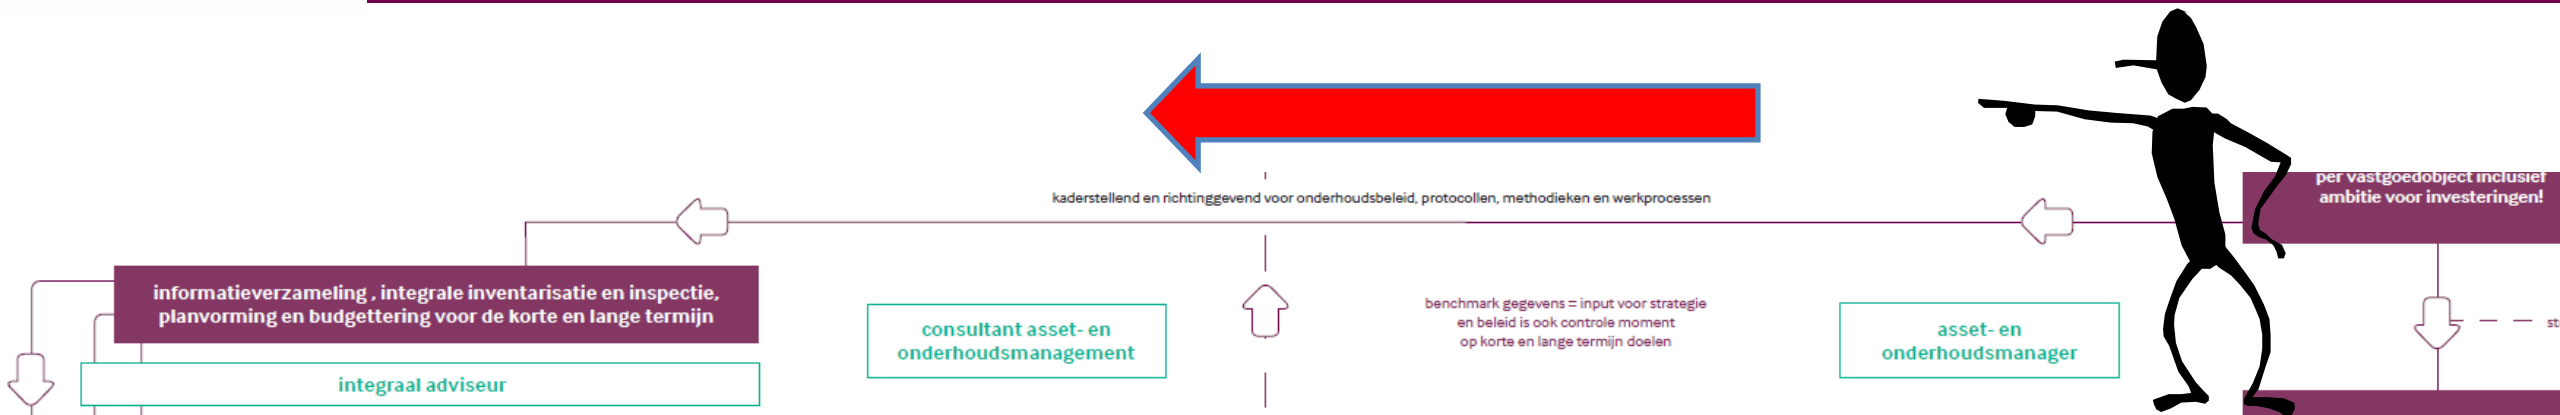 per vastgoedobject inclusief
ambitie voor investeringen!
kaderstellend en richtinggevend voor onderhoudsbeleid, protocollen, methodieken en werkprocessen
informatieverzameling , integrale inventarisatie en inspectie,
planvorming en budgettering voor de korte en lange termijn
integraal adviseur
consultant asset- en
onderhoudsmanagement
benchmark gegevens = input voor strategie
en beleid is ook controle moment
op korte en lange termijn doelen
asset- en
onderhoudsmanager